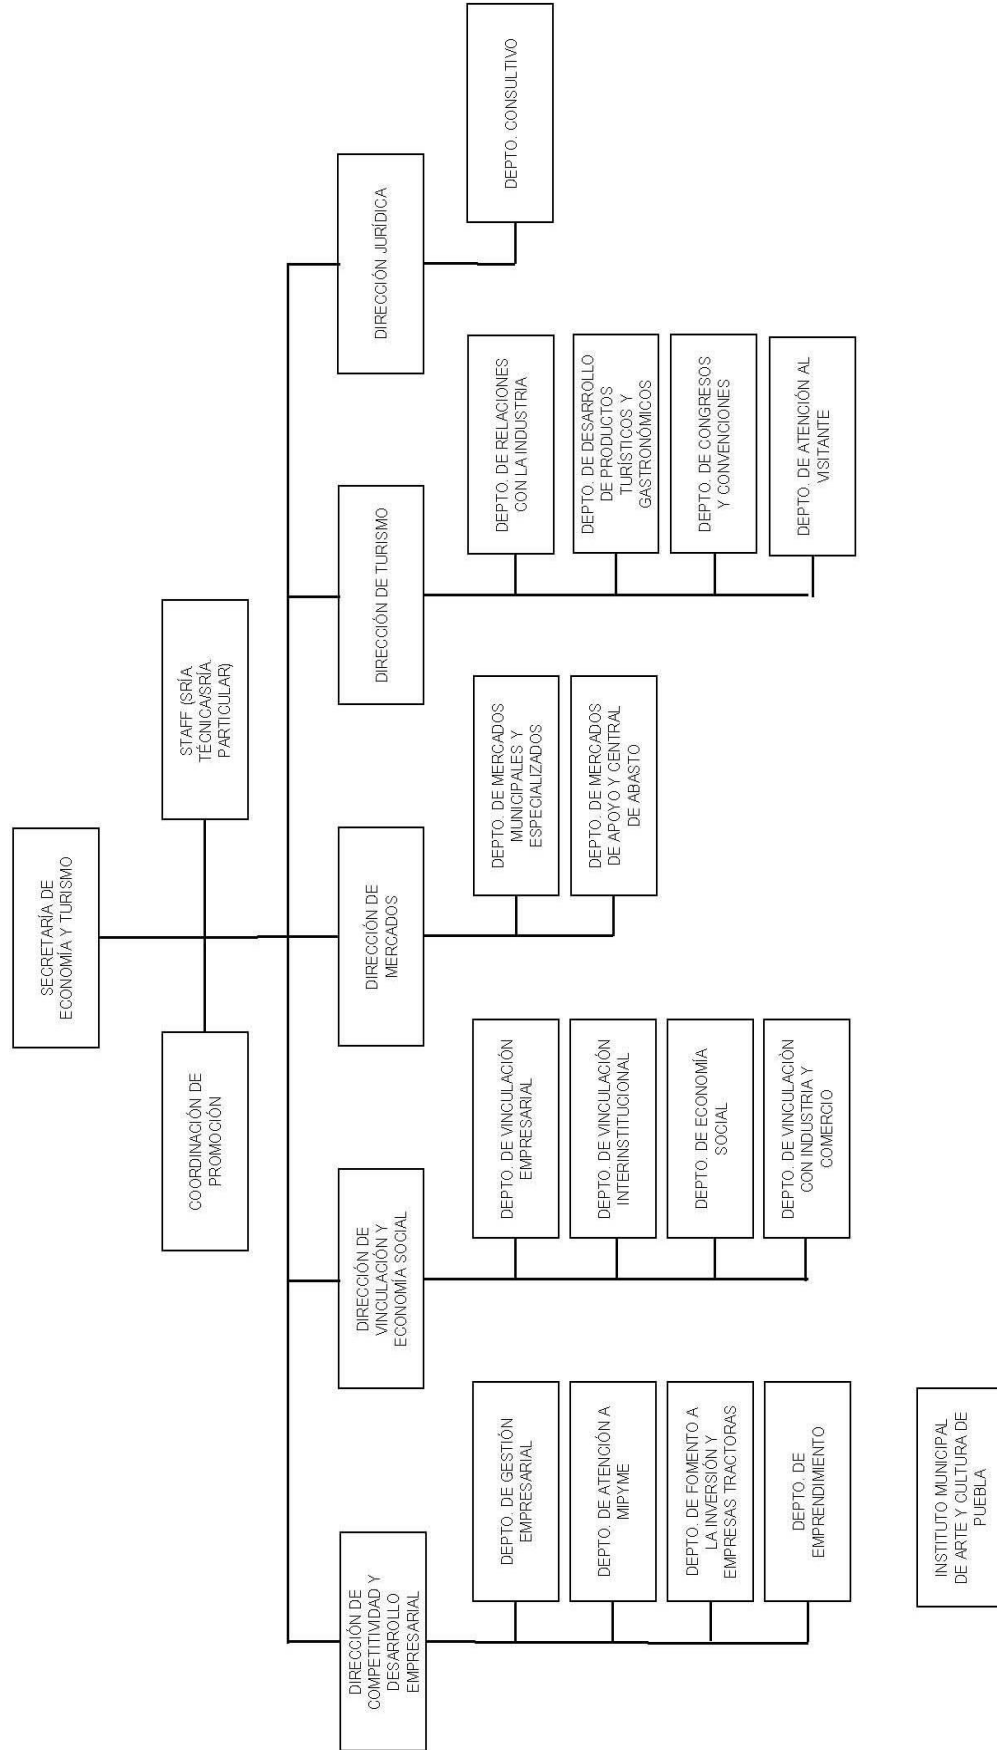 SECRETARÍA DE
ECONOMÍA Y TURISMO
COORDINACIÓN DE
PROMOCIÓN
STAFF (SRÍA
TÉCNICA/SRÍA.
PARTICULAR)
DIRECCIÓN DE
COMPETITIVIDAD Y
DESARROLLO
EMPRESARIAL
DIRECCIÓN DE
VINCULACIÓN Y
ECONOMÍA SOCIAL
DIRECCIÓN DE
MERCADOS
DIRECCIÓN DE TURISMO
DIRECCIÓN JURÍDICA
DEPTO. DE GESTIÓN
EMPRESARIAL
DEPTO. DE ATENCIÓN A
MIPYME
DEPTO. DE FOMENTO A
LA INVERSIÓN Y
EMPRESAS TRACTORAS
DEPTO. DE
EMPRENDIMIENTO
DEPTO. DE VINCULACIÓN
EMPRESARIAL
DEPTO. DE VINCULACIÓN
INTERINSTITUCIONAL
DEPTO. DE ECONOMÍA
SOCIAL
DEPTO. DE VINCULACIÓN
CON INDUSTRIA Y
COMERCIO
DEPTO. DE MERCADOS
MUNICIPALES Y
ESPECIALIZADOS
DEPTO. DE MERCADOS
DE APOYO Y CENTRAL
DE ABASTO
DEPTO. DE RELACIONES
CON LA INDUSTRIA
DEPTO. DE DESARROLLO
DE PRODUCTOS
TURÍSTICOS Y
GASTRONÓMICOS
DEPTO. DE CONGRESOS
Y CONVENCIONES
DEPTO. DE ATENCIÓN AL
VISITANTE
DEPTO. CONSULTIVO
INSTITUTO MUNICIPAL
DE ARTE Y CULTURA DE
PUEBLA